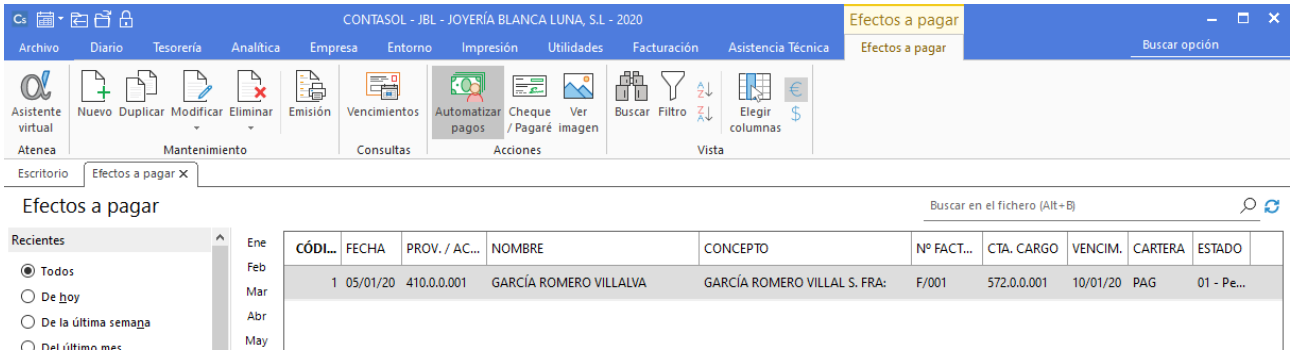 Cs CONTASOL - JBL - JOYERÍA BLANCA LUNA, S.L - 2020 Efectos a pagar
Archivo Diario Tesorería Analítica Empresa Entorno Impresión Utilidades Facturación Asistencia Técnica Efectos a pagar Buscar opción
Asistente virtual
Nuevo Duplicar Modificar Eliminar
Emisión
Vencimientos
Automatizar pagos
Cheque / Pagaré
Ver imagen
Buscar Filtro
Elegir columnas
€
$
Atenea Mantenimiento Consultas Acciones Vista
Escritorio Efectos a pagar
Efectos a pagar Buscar en el fichero (Alt+B)
Recientes
Todos
De hoy
De la última semana
Del último mes
Ene
Feb
Mar
Abr
May
CÓDI... FECHA PROV. / AC... NOMBRE CONCEPTO Nº FACT... CTA. CARGO VENCIM. CARTERA ESTADO
1 05/01/20 410.0.0.001 GARCÍA ROMERO VILLALVA GARCÍA ROMERO VILLAL S. FRA: F/001 572.0.0.001 10/01/20 PAG 01 - Pe...